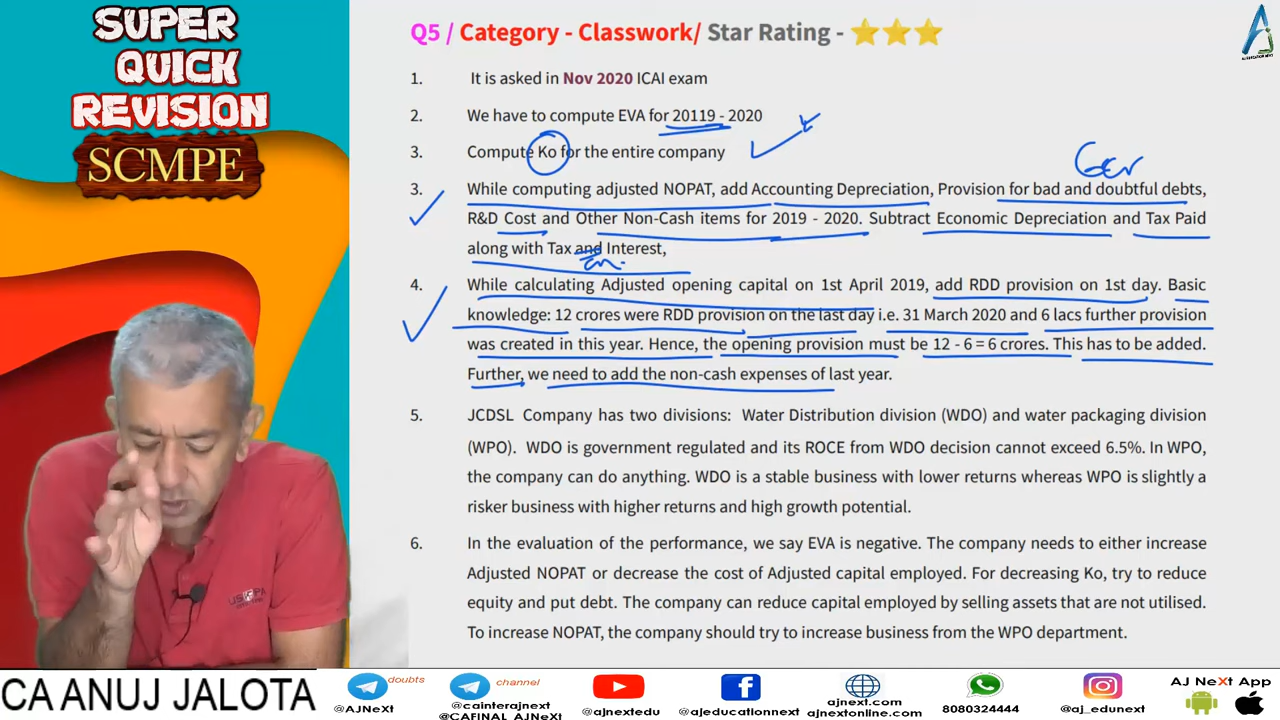 SUPER
QUICK
REVISION
SCMPE
Q5 / Category - Classwork/ Star Rating -
1. It is asked in Nov 2020 ICAI exam
2. We have to compute EVA for 20119 - 2020
3. Compute Ko for the entire company
3. While computing adjusted NOPAT, add Accounting Depreciation, Provision for bad and doubtful debts,
R&D Cost and Other Non-Cash items for 2019 - 2020. Subtract Economic Depreciation and Tax Paid
along with Tax and Interest,
on
4. While calculating Adjusted opening capital on 1st April 2019, add RDD provision on 1st day. Basic
knowledge: 12 crores were RDD provision on the last day i.e. 31 March 2020 and 6 lacs further provision
was created in this year. Hence, the opening provision must be 12 - 6 = 6 crores. This has to be added.
Further, we need to add the non-cash expenses of last year.
5. JCDSL Company has two divisions: Water Distribution division (WDO) and water packaging division
(WPO). WDO is government regulated and its ROCE from WDO decision cannot exceed 6.5%. In WPO,
the company can do anything. WDO is a stable business with lower returns whereas WPO is slightly a
risker business with higher returns and high growth potential.
6. In the evaluation of the performance, we say EVA is negative. The company needs to either increase
Adjusted NOPAT or decrease the cost of Adjusted capital employed. For decreasing Ko, try to reduce
equity and put debt. The company can reduce capital employed by selling assets that are not utilised.
To increase NOPAT, the company should try to increase business from the WPO department.
CA ANUJ JALOTA
doubts
@AJNeXt
channel
@cainterajnext
@CAFINAL_AJNeXt
@ajnextedu
@ajeducationnext
ajnext.com
ajnextonline.com
8080324444
@aj_edunext
AJ NeXt App